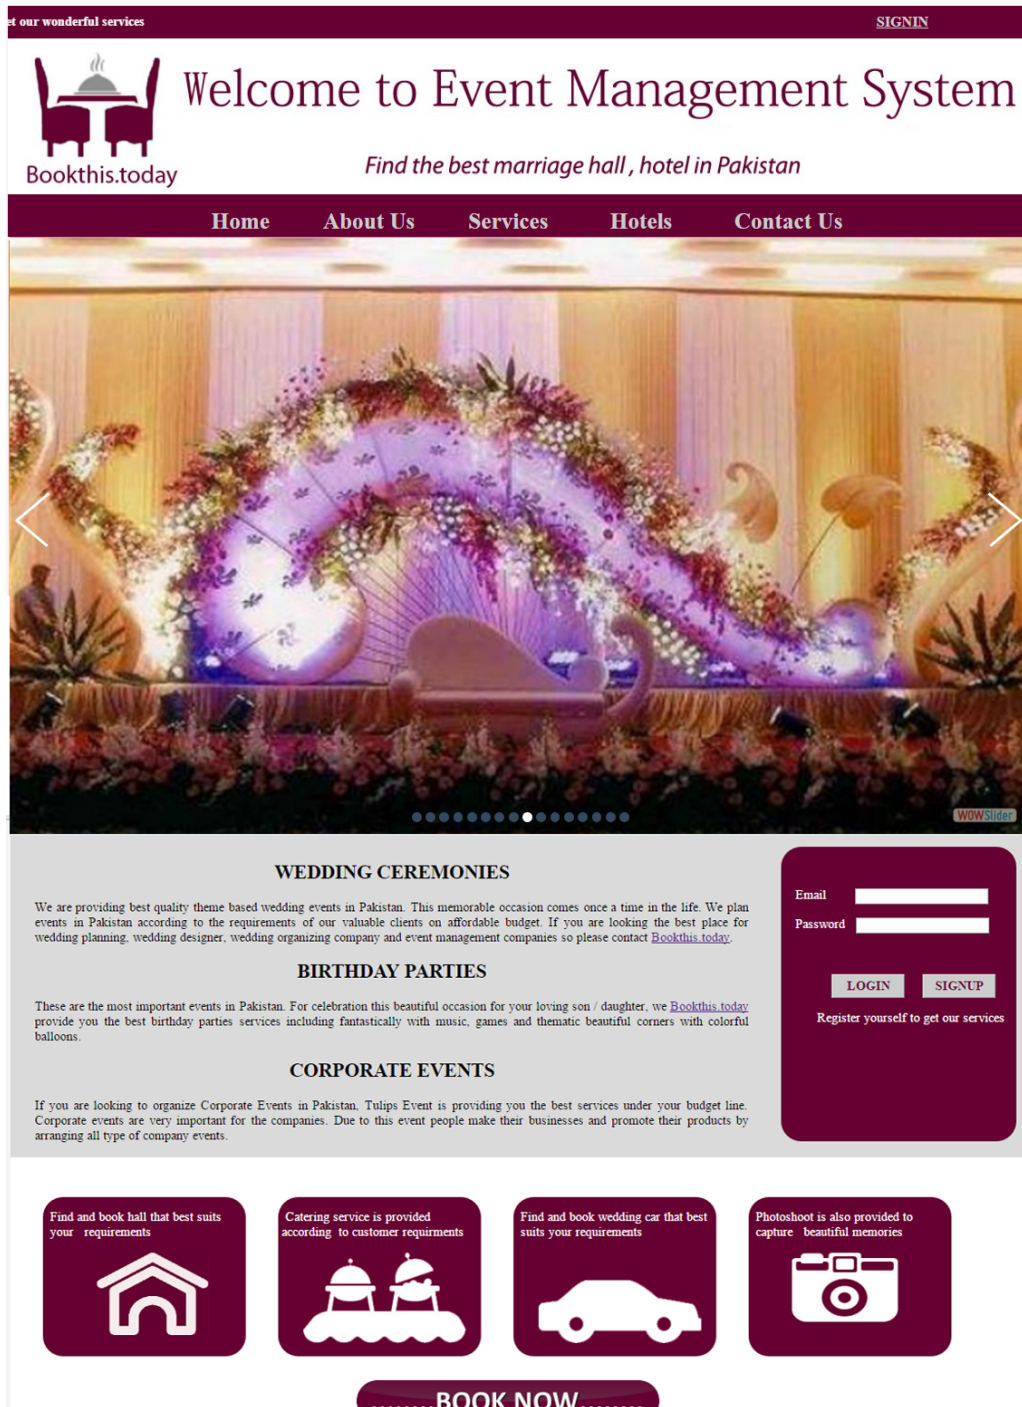 et our wonderful services
SIGNIN
Welcome to Event Management System
Bookthis.today
Find the best marriage hall , hotel in Pakistan
Home About Us Services Hotels Contact Us
WOWSlider
WEDDING CEREMONIES
We are providing best quality theme based wedding events in Pakistan. This memorable occasion comes once a time in the life. We plan
events in Pakistan according to the requirements of our valuable clients on affordable budget. If you are looking the best place for
wedding planning, wedding designer, wedding organizing company and event management companies so please contact Bookthis.today.
BIRTHDAY PARTIES
These are the most important events in Pakistan. For celebration this beautiful occasion for your loving son / daughter, we Bookthis.today
provide you the best birthday parties services including fantastically with music, games and thematic beautiful corners with colorful
balloons.
CORPORATE EVENTS
If you are looking to organize Corporate Events in Pakistan, Tulips Event is providing you the best services under your budget line.
Corporate events are very important for the companies. Due to this event people make their businesses and promote their products by
arranging all type of company events.
Email
Password
LOGIN SIGNUP
Register yourself to get our services
Find and book hall that best suits
your requirements
Catering service is provided
according to customer requirments
Find and book wedding car that best
suits your requirements
Photoshoot is also provided to
capture beautiful memories
........BOOK NOW........